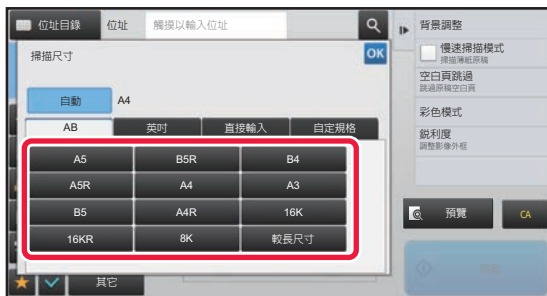 位址目錄 位址 觸摸以輸入位址
背景調整
掃描尺寸 OK
慢速掃描模式
掃描薄紙原稿
空白頁跳過
跳過原稿空白頁
自動 A4
彩色模式
AB 英吋 直接輸入 自定規格
銳利度
調整影像外框
A5 B5R B4
A5R A4 A3
B5 A4R 16K
預覽 CA
16KR 8K 較長尺寸
其它